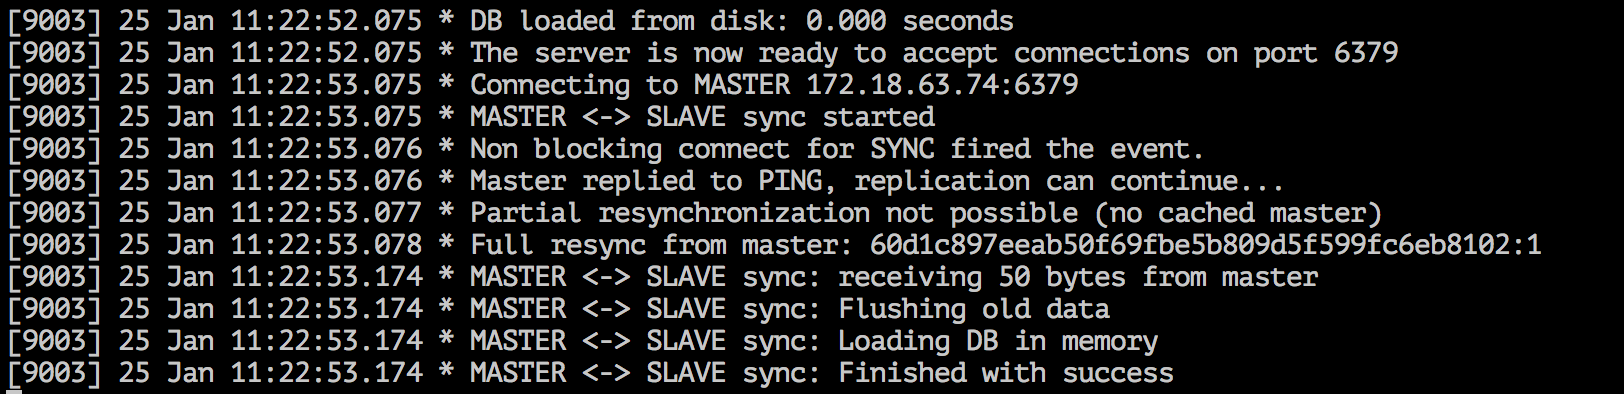 [9003] 25 Jan 11:22:52.075 * DB loaded from disk: 0.000 seconds
[9003] 25 Jan 11:22:52.075 * The server is now ready to accept connections on port 6379
[9003] 25 Jan 11:22:53.075 * Connecting to MASTER 172.18.63.74:6379
[9003] 25 Jan 11:22:53.075 * MASTER <-> SLAVE sync started
[9003] 25 Jan 11:22:53.076 * Non blocking connect for SYNC fired the event.
[9003] 25 Jan 11:22:53.076 * Master replied to PING, replication can continue...
[9003] 25 Jan 11:22:53.077 * Partial resynchronization not possible (no cached master)
[9003] 25 Jan 11:22:53.078 * Full resync from master: 60d1c897eeab50f69fbe5b809d5f599fc6eb8102:1
[9003] 25 Jan 11:22:53.174 * MASTER <-> SLAVE sync: receiving 50 bytes from master
[9003] 25 Jan 11:22:53.174 * MASTER <-> SLAVE sync: Flushing old data
[9003] 25 Jan 11:22:53.174 * MASTER <-> SLAVE sync: Loading DB in memory
[9003] 25 Jan 11:22:53.174 * MASTER <-> SLAVE sync: Finished with success